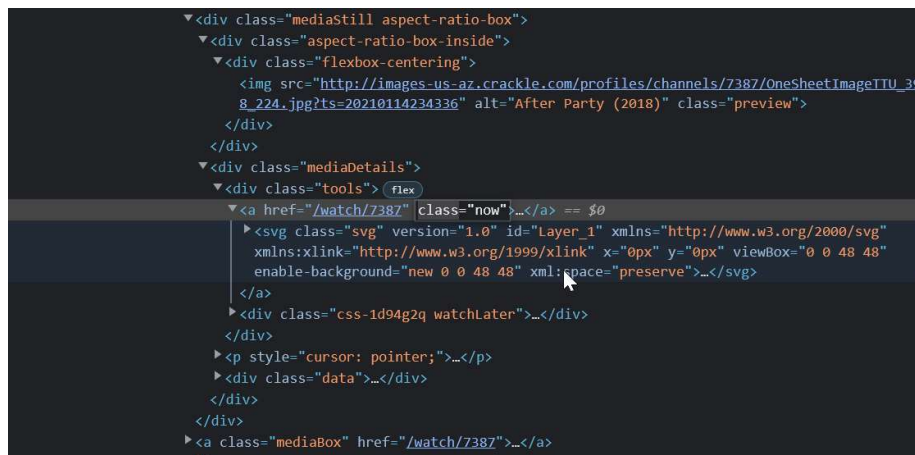 ▼<div class="mediaStill aspect-ratio-box">
▼<div class="aspect-ratio-box-inside">
▼<div class="flexbox-centering">
<img src="http://images-us-az.crackle.com/profiles/channels/7387/OneSheetImageTTU_39
8_224.jpg?ts=20210114234336" alt="After Party (2018)" class="preview">
</div>
</div>
▼<div class="mediaDetails">
▼<div class="tools"> flex
▼<a href="/watch/7387" class="now">…</a> == $0
▶<svg class="svg" version="1.0" id="Layer_1" xmlns="http://www.w3.org/2000/svg"
xmlns:xlink="http://www.w3.org/1999/xlink" x="0px" y="0px" viewBox="0 0 48 48"
enable-background="new 0 0 48 48" xml:space="preserve">…</svg>
</a>
▶<div class="css-1d94g2q watchLater">…</div>
</div>
▶<p style="cursor: pointer;">…</p>
▶<div class="data">…</div>
</div>
</div>
▶<a class="mediaBox" href="/watch/7387">…</a>